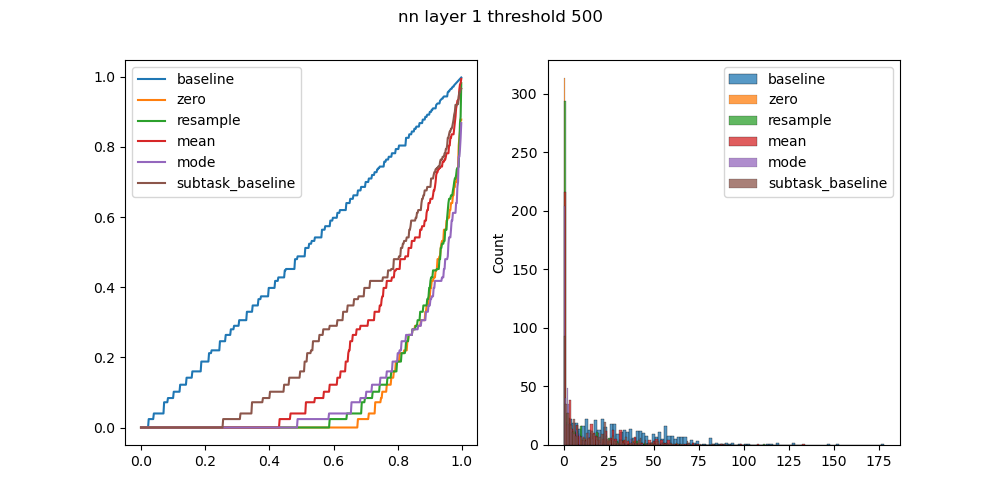 nn layer 1 threshold 500
baseline
zero
resample
mean
mode
subtask_baseline
1.0
0.8
0.6
0.4
0.2
0.0
0.0 0.2 0.4 0.6 0.8 1.0
baseline
zero
resample
mean
mode
subtask_baseline
Count
300
250
200
150
100
50
0
0 25 50 75 100 125 150 175